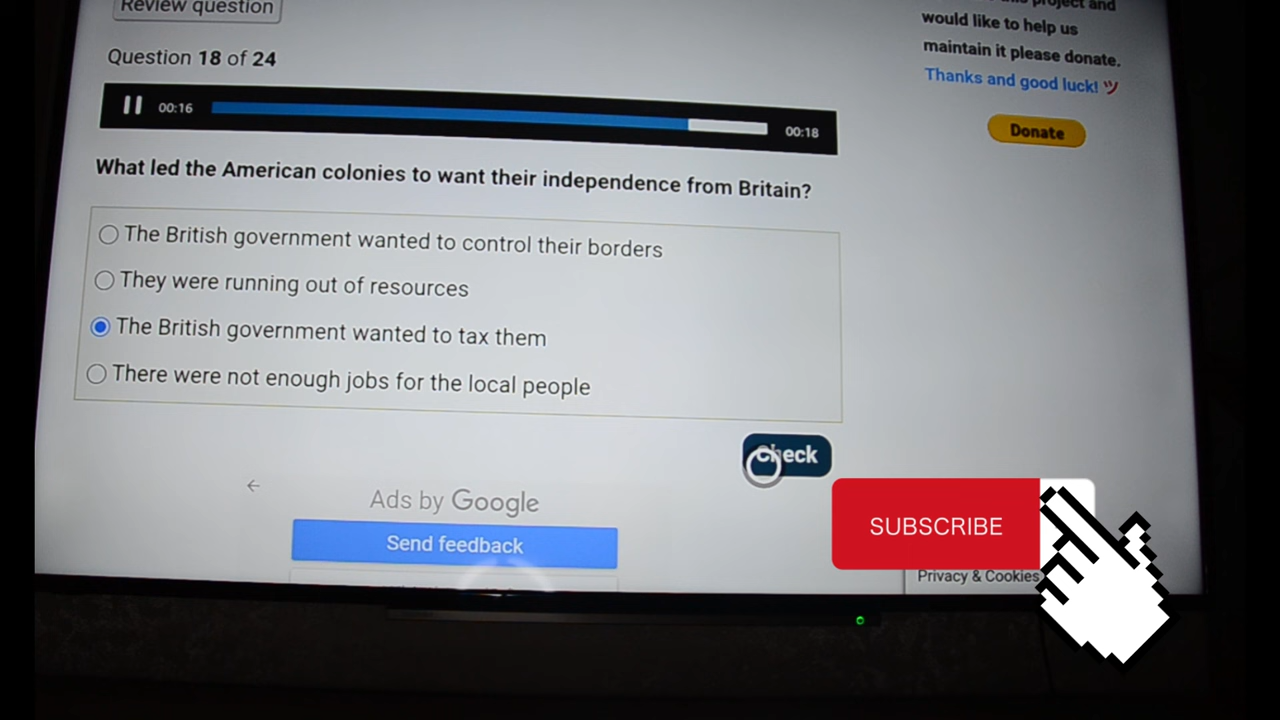 Review question
project and
would like to help us
maintain it please donate.
Thanks and good luck! ツ
Donate
Question 18 of 24
00:16
00:18
What led the American colonies to want their independence from Britain?
The British government wanted to control their borders
They were running out of resources
The British government wanted to tax them
There were not enough jobs for the local people
Check
Ads by Google
Send feedback
SUBSCRIBE
Privacy & Cookies